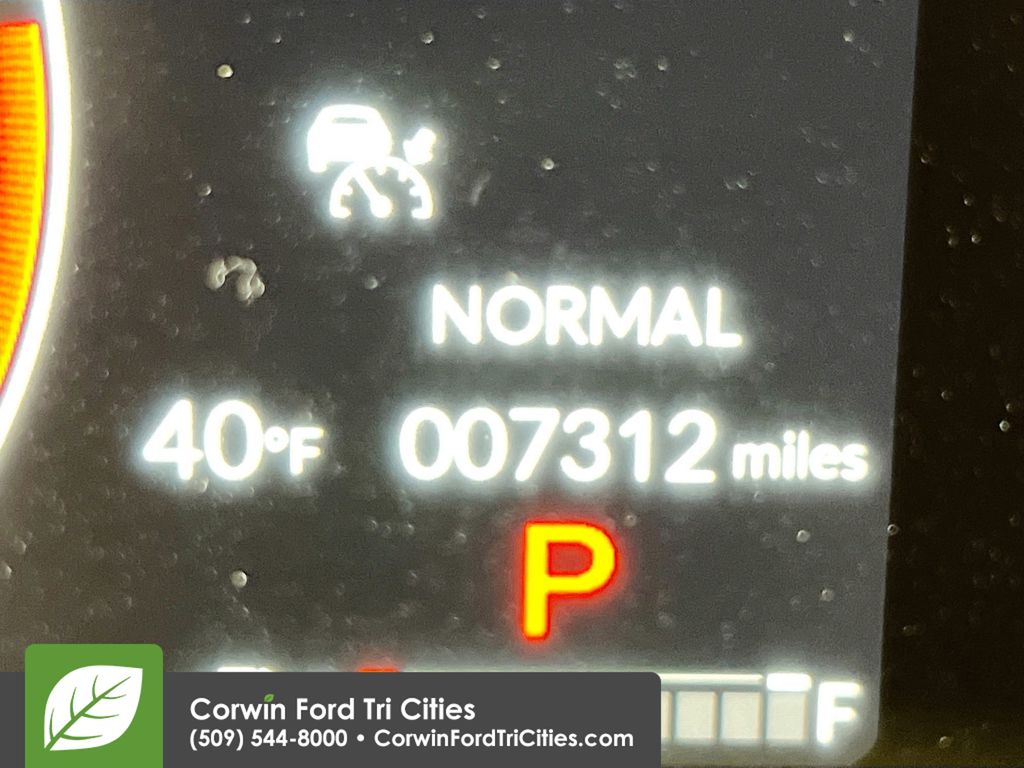 NORMAL
40°F 007312 miles
P
F
Corwin Ford Tri Cities
(509) 544-8000 • CorwinFordTriCities.com